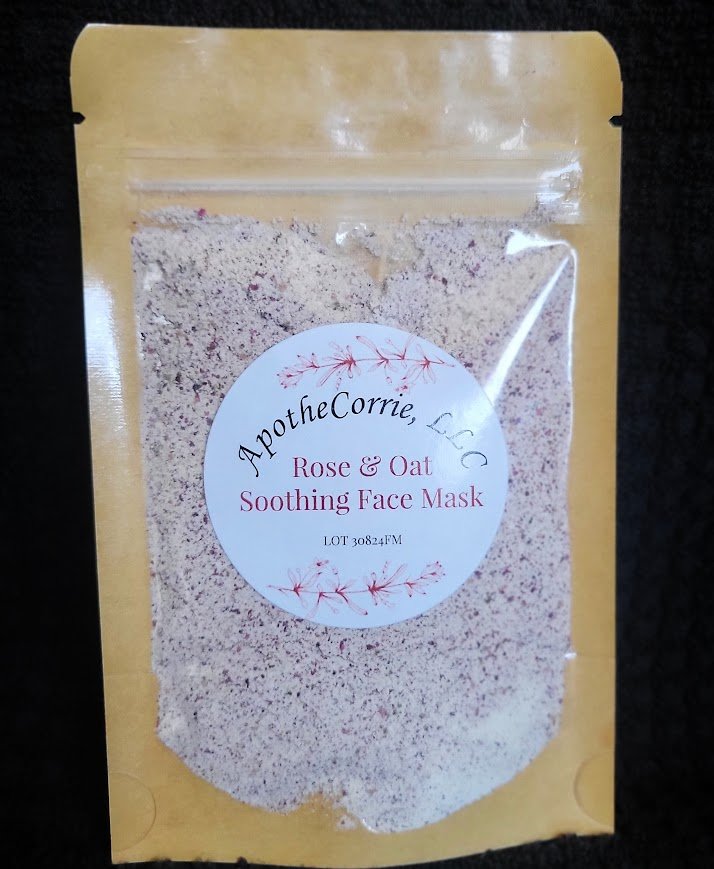 ApotheCorrie, LLC
Rose & Oat
Soothing Face Mask
LOT 30824FM